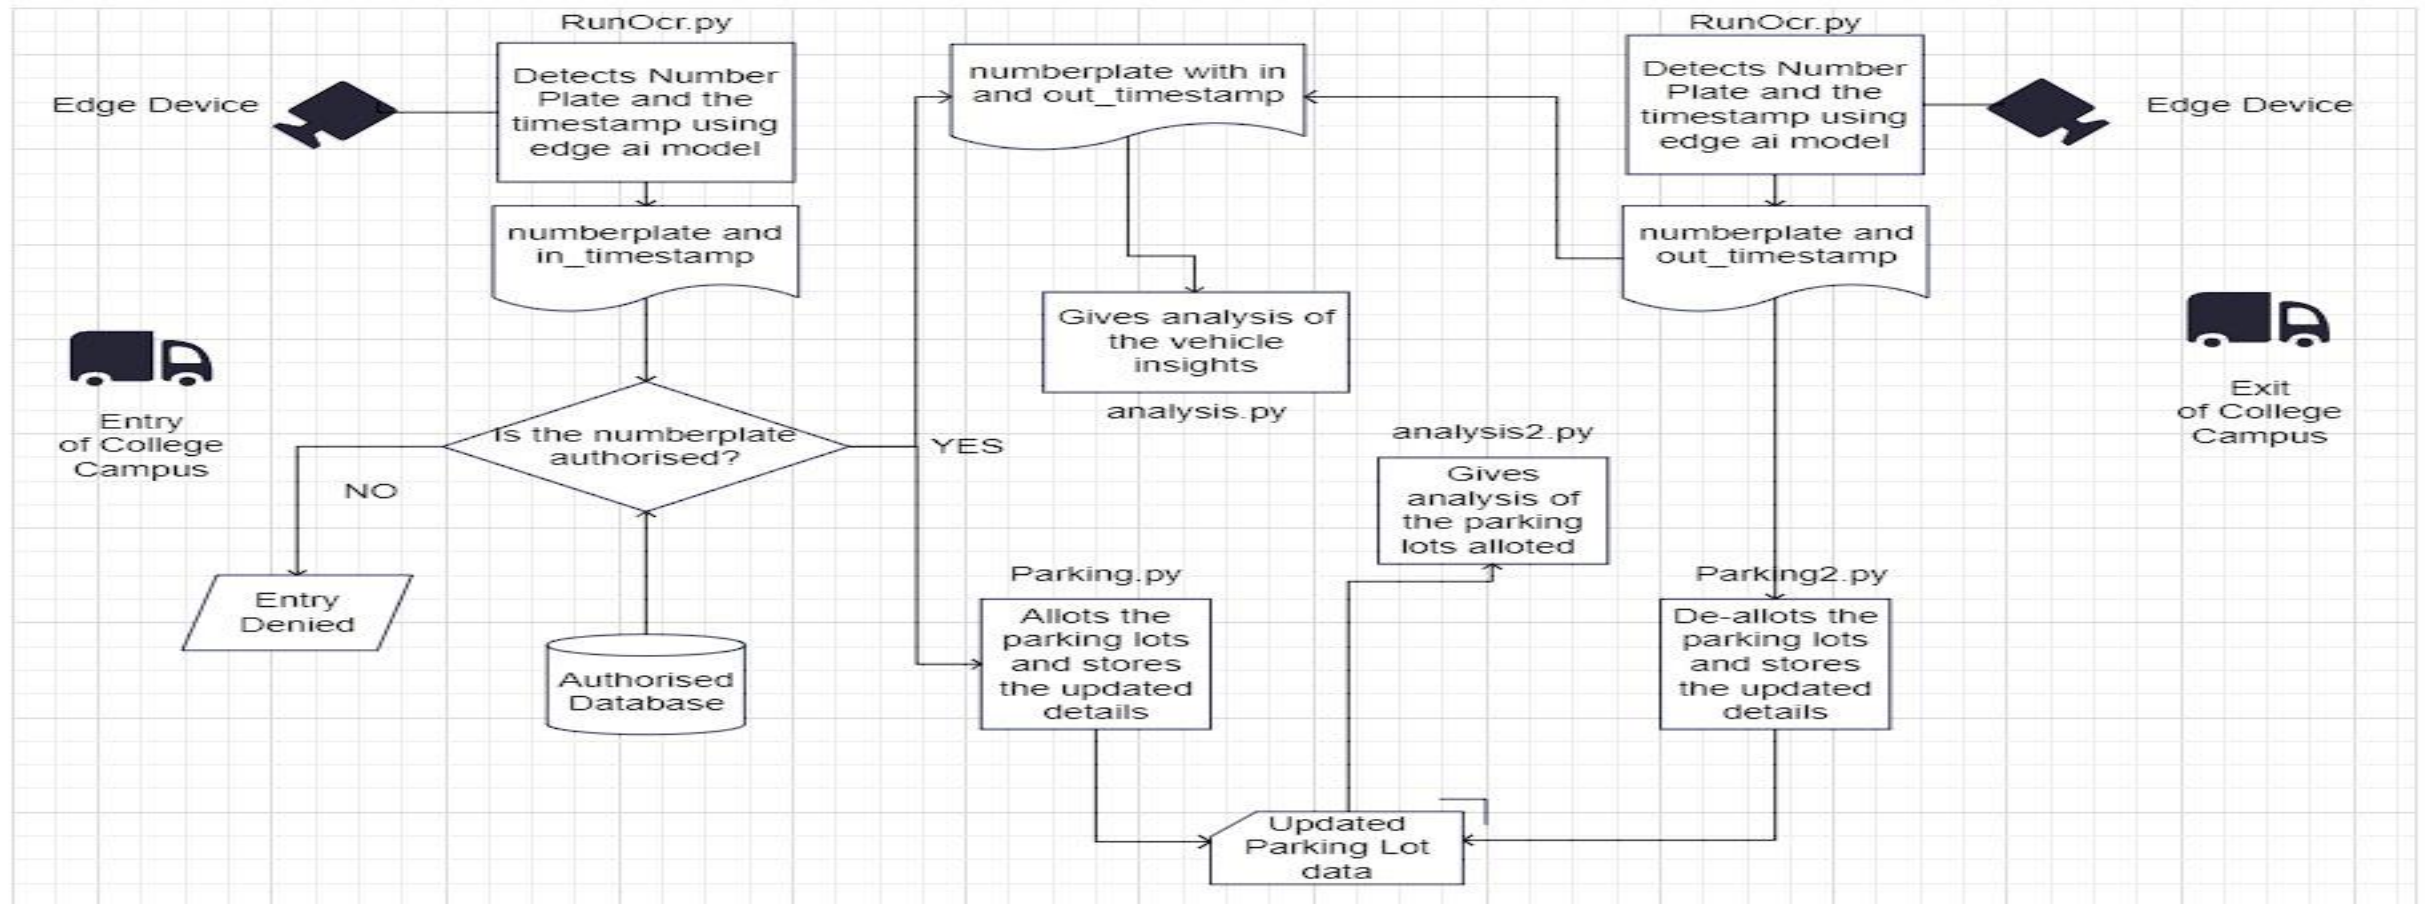 RunOcr.py
Detects Number
Plate and the
timestamp using
edge ai model
Edge Device
numberplate and
in_timestamp
Entry
of College
Campus
Is the numberplate
authorised?
NO
YES
Entry
Denied
Authorised
Database
numberplate with in
and out_timestamp
Gives analysis of
the vehicle
insights
analysis.py
analysis2.py
Gives
analysis of
the parking
lots alloted
Parking.py
Allots the
parking lots
and stores
the updated
details
Updated
Parking Lot
data
RunOcr.py
Detects Number
Plate and the
timestamp using
edge ai model
Edge Device
numberplate and
out_timestamp
Exit
of College
Campus
Parking2.py
De-allots the
parking lots
and stores
the updated
details